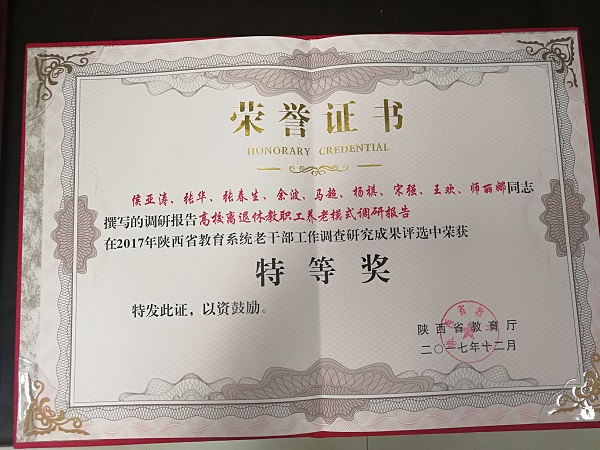 荣誉证书
HONORARY CREDENTIAL
侯亚涛、张华、张春生、余波、马超、杨祺、宋强、王欢、师丽娜同志
撰写的调研报告高校离退休教职工养老模式调研报告
在2017年陕西省教育系统老干部工作调查研究成果评选中荣获
特等奖
特发此证，以资鼓励。
陕西省教育厅
二〇一七年十二月